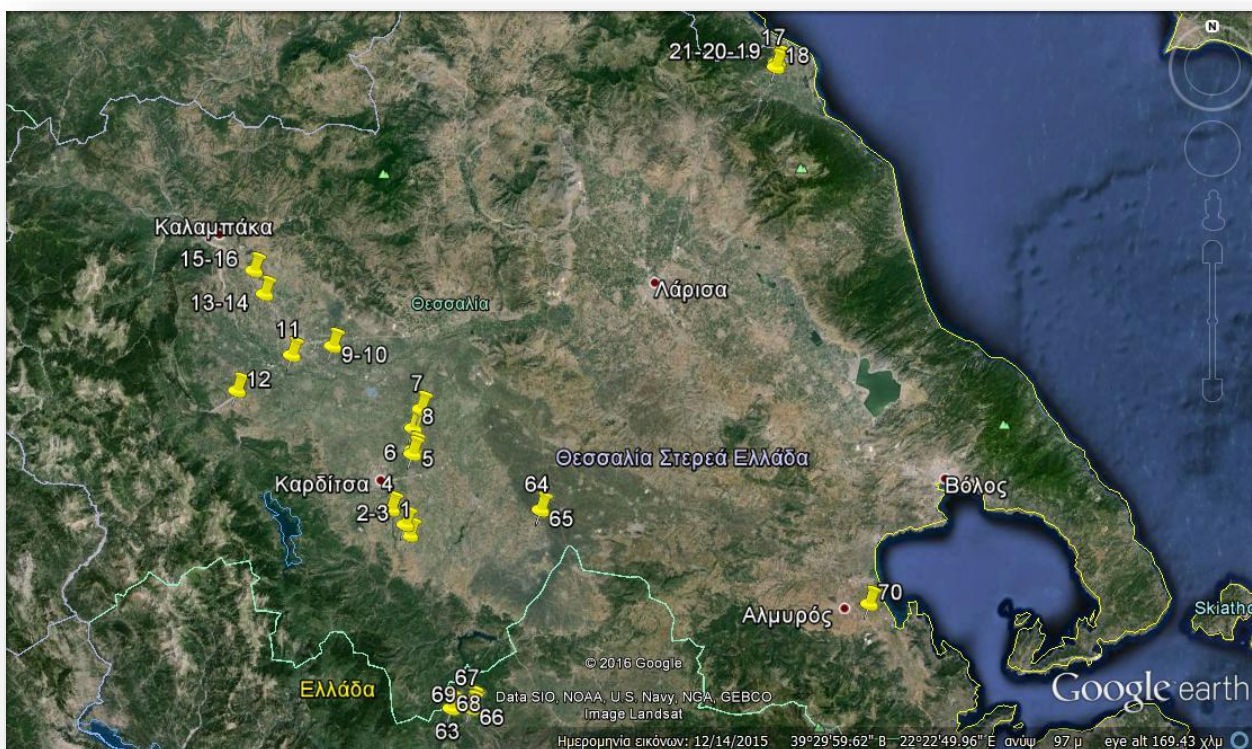 N
17
21-20-19 18
Καλαμπάκα
15-16
13-14
Θεσσαλία
Λάρισα
11
9-10
12
7
8
6
5
Θεσσαλία Στερεά Ελλάδα
Καρδίτσα
4
2-3
1
64
65
Βόλος
70
Αλμυρός
Skiatho
© 2016 Google
Ελλάδα
67
69
68
66
63
Data SIO, NOAA, U.S. Navy, NGA, GEBCO
Image Landsat
Google earth
Ημερομηνία εικόνων: 12/14/2015 39°29'59.62" Β 22°22'49.96" Ε ανύψ 97 μ eye alt 169.43 χλμ